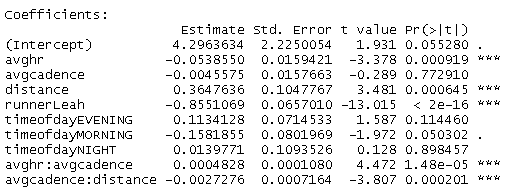 Coefficients:
Estimate Std. Error t value Pr(>|t|)
(Intercept) 4.2963634 2.2250054 1.931 0.055280 .
avghr -0.0538550 0.0159421 -3.378 0.000919 ***
avgcadence -0.0045575 0.0157663 -0.289 0.772910
distance 0.3647636 0.1047767 3.481 0.000645 ***
runnerLeah -0.8551069 0.0657010 -13.015 < 2e-16 ***
timeofdayEVENING 0.1134128 0.0714533 1.587 0.114460
timeofdayMORNING -0.1581855 0.0801969 -1.972 0.050302 .
timeofdayNIGHT 0.0139771 0.1093526 0.128 0.898457
avghr:avgcadence 0.0004828 0.0001080 4.472 1.48e-05 ***
avgcadence:distance -0.0027276 0.0007164 -3.807 0.000201 ***